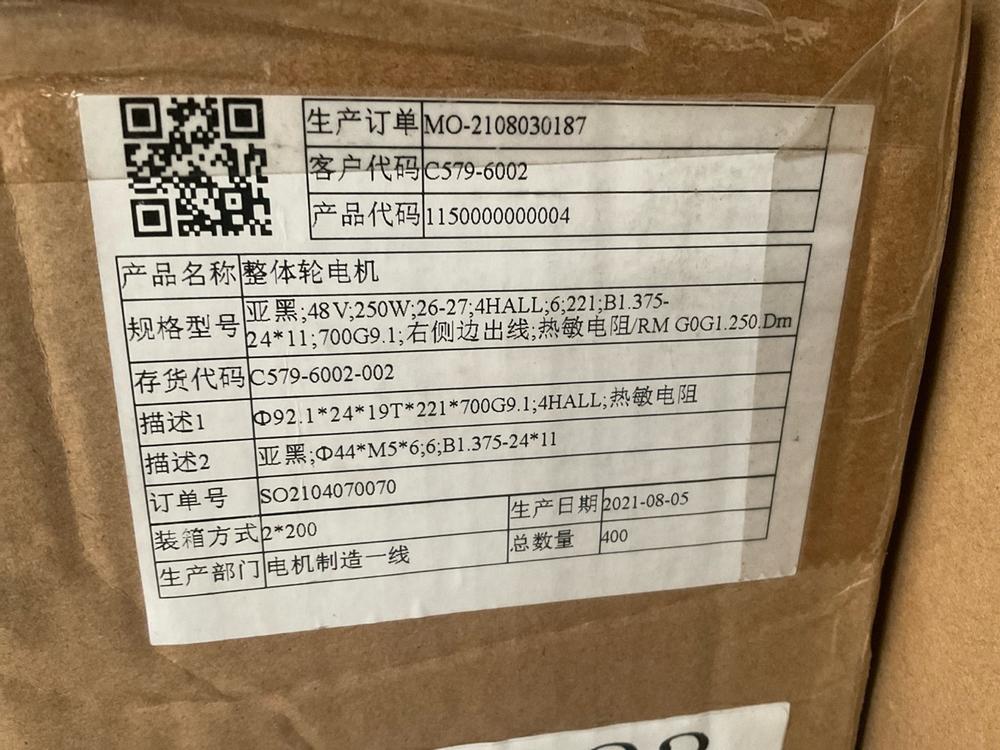 生产订单 MO-2108030187
客户代码 C579-6002
产品代码 1150000000004
产品名称 整体轮电机
规格型号 亚黑;48V;250W;26-27;4HALL;6;221;B1.375-
24*11;700G9.1;右侧边出线;热敏电阻/RM G0G1.250.Dm
存货代码 C579-6002-002
描述1 Φ92.1*24*19T*221*700G9.1;4HALL;热敏电阻
描述2 亚黑;Φ44*M5*6;6;B1.375-24*11
订单号 SO2104070070
生产日期 2021-08-05
装箱方式 2*200
总数量 400
生产部门 电机制造一线